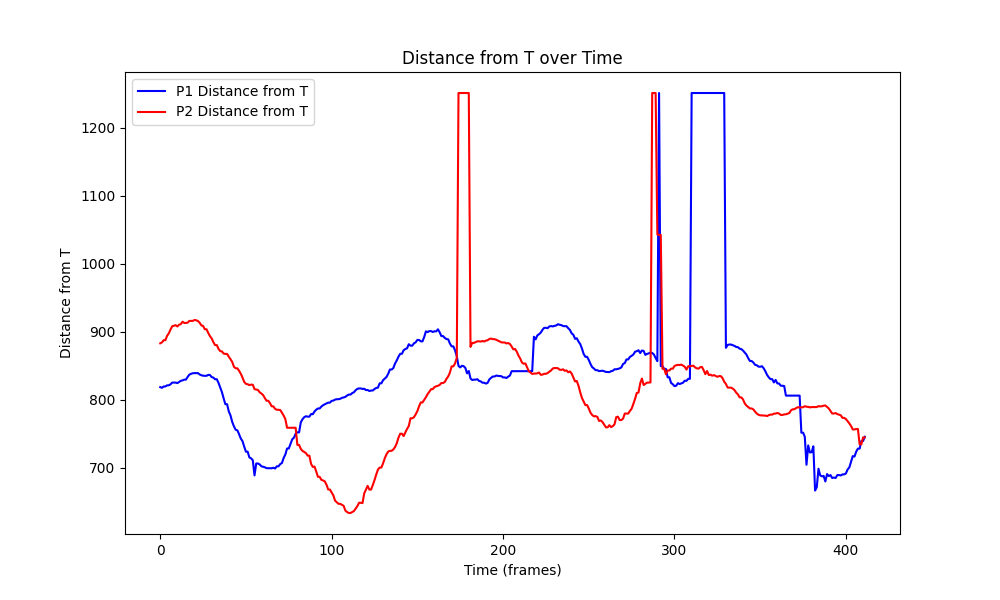 Distance from T over Time
P1 Distance from T
P2 Distance from T
Distance from T
1200
1100
1000
900
800
700
0 100 200 300 400
Time (frames)